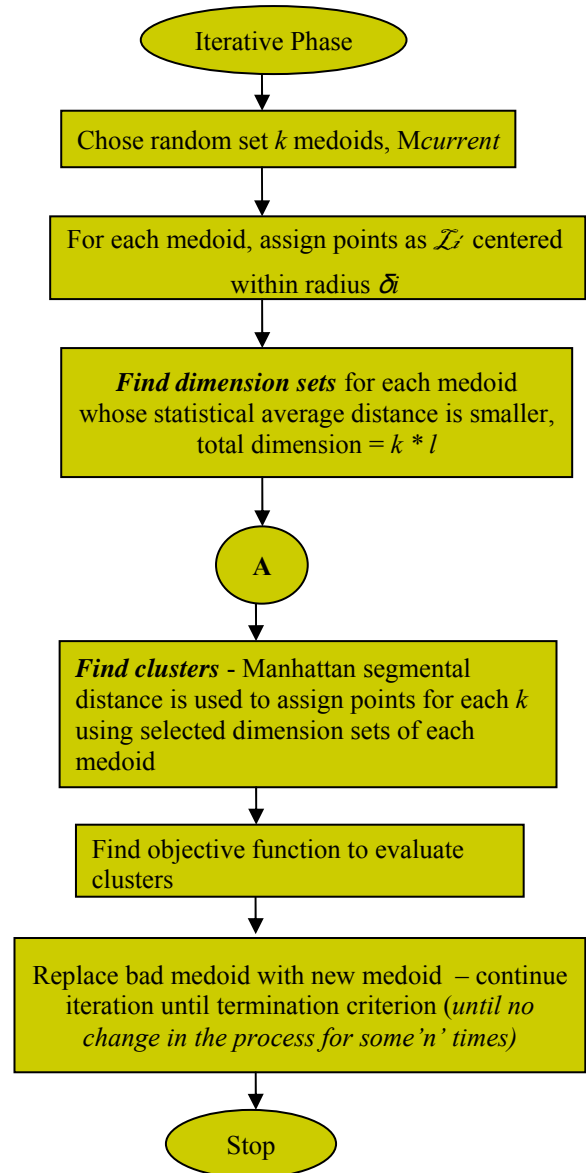 Iterative Phase
Chose random set k medoids, Mcurrent
For each medoid, assign points as ℒi centered
within radius δi
Find dimension sets for each medoid
whose statistical average distance is smaller,
total dimension = k * l
A
Find clusters - Manhattan segmental
distance is used to assign points for each k
using selected dimension sets of each
medoid
Find objective function to evaluate
clusters
Replace bad medoid with new medoid – continue
iteration until termination criterion (until no
change in the process for some’n’ times)
Stop